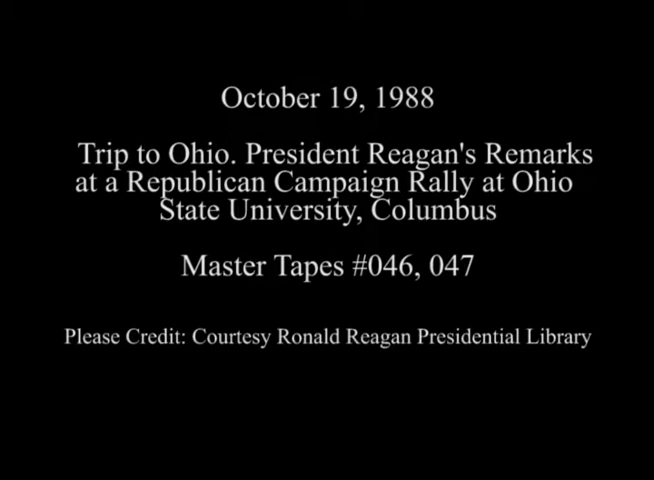 October 19, 1988
Trip to Ohio. President Reagan's Remarks
at a Republican Campaign Rally at Ohio
State University, Columbus
Master Tapes #046, 047
Please Credit: Courtesy Ronald Reagan Presidential Library